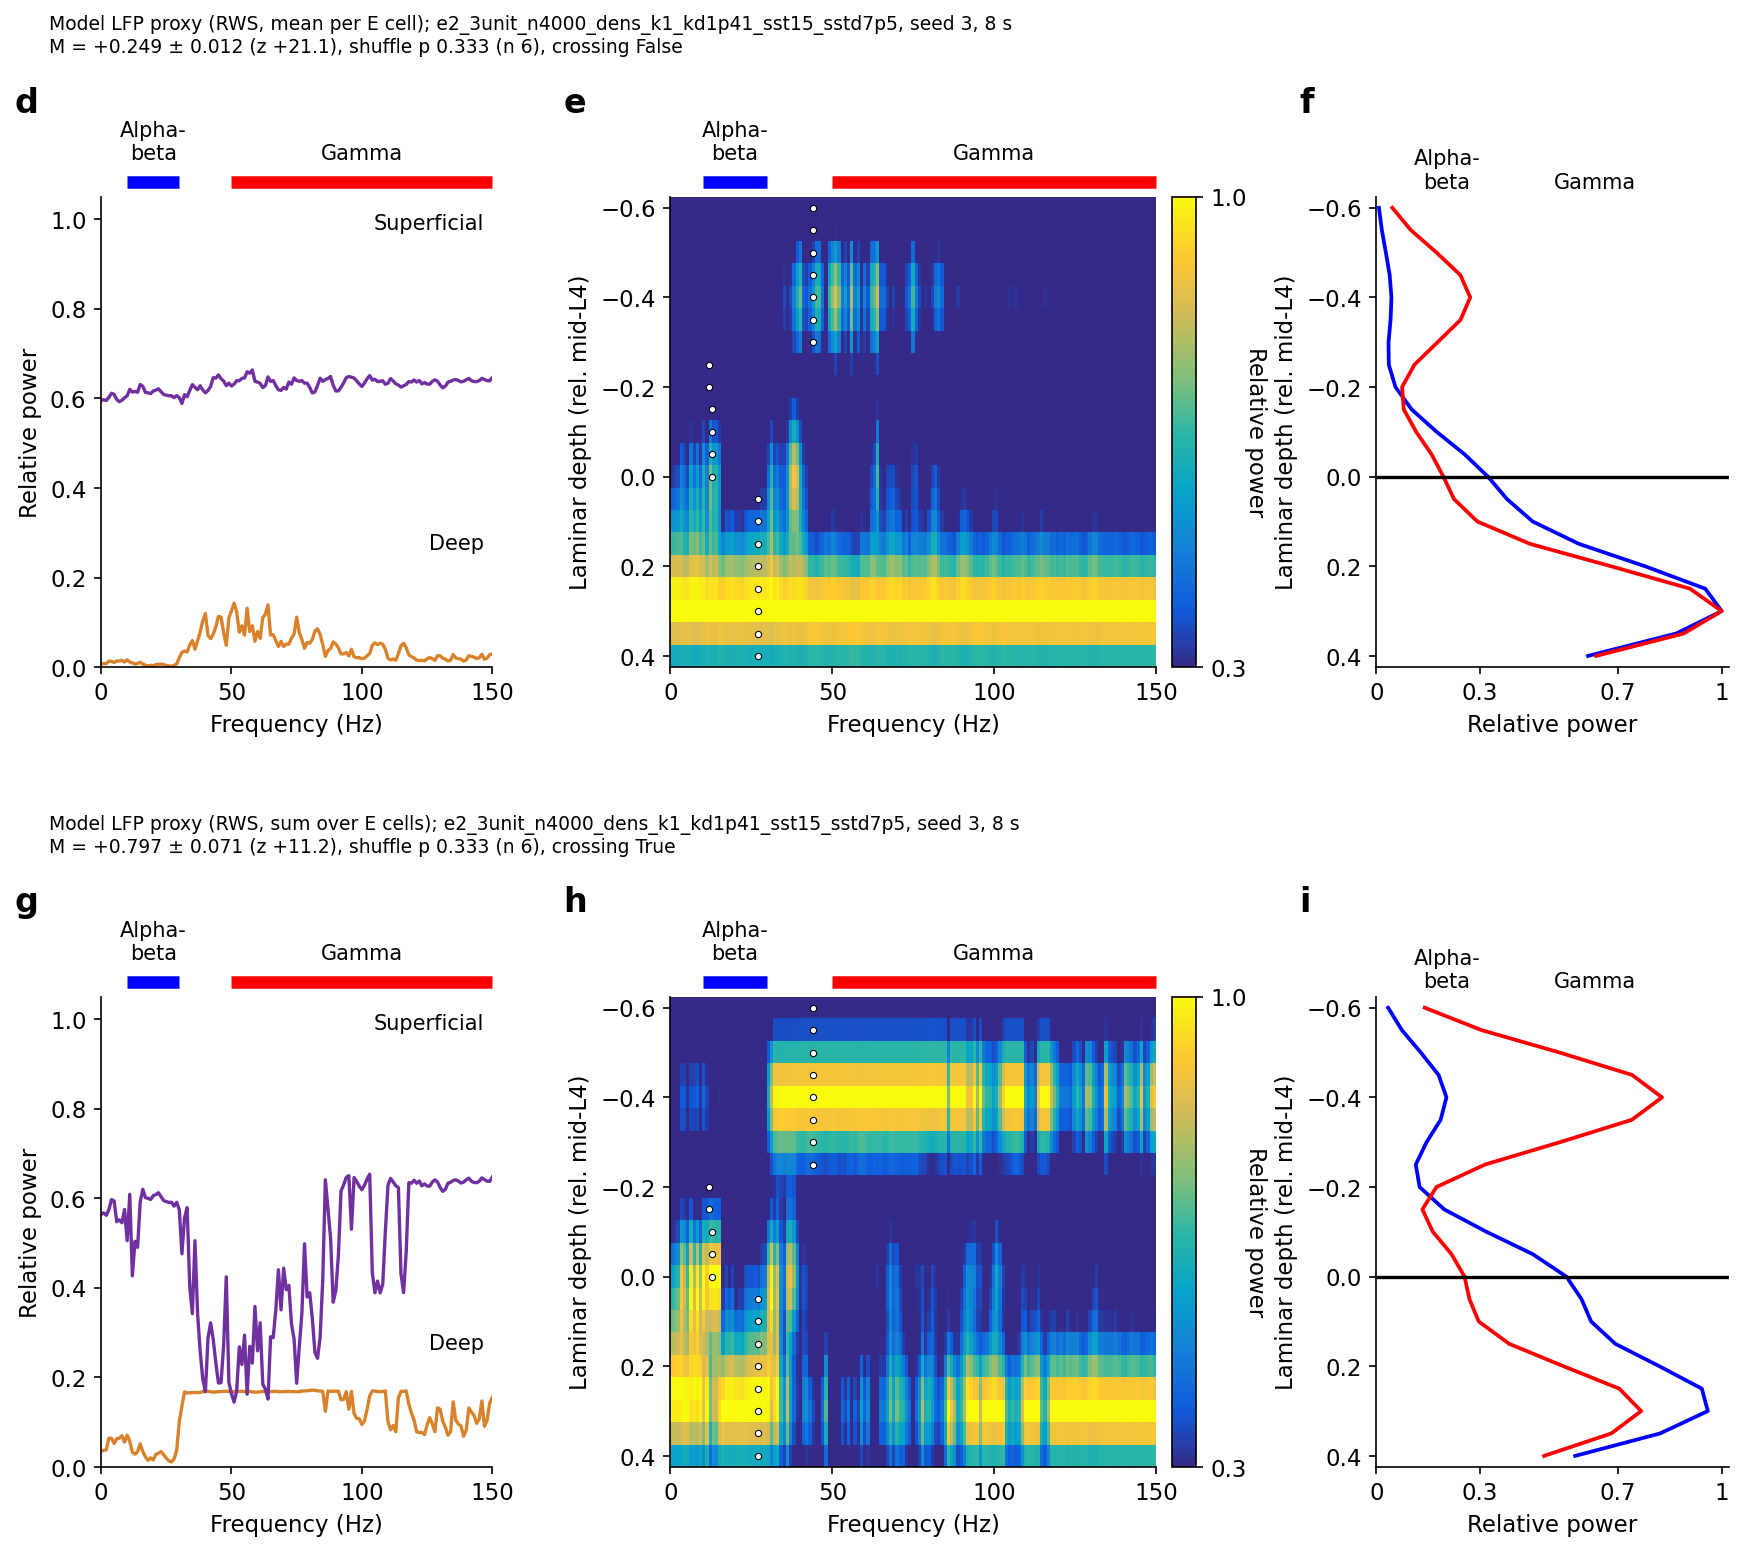 Model LFP proxy (RWS, mean per E cell); e2_3unit_n4000_dens_k1_kd1p41_sst15_sstd7p5, seed 3, 8 s
M = +0.249 ± 0.012 (z +21.1), shuffle p 0.333 (n 6), crossing False
d
Alpha-
beta
Gamma
Superficial
Deep
Relative power
1.0
0.8
0.6
0.4
0.2
0.0
0
50
100
150
Frequency (Hz)
e
Alpha-
beta
Gamma
Laminar depth (rel. mid-L4)
−0.6
−0.4
−0.2
0.0
0.2
0.4
0
50
100
150
Frequency (Hz)
1.0
0.3
Relative power
f
Alpha-
beta
Gamma
Laminar depth (rel. mid-L4)
−0.6
−0.4
−0.2
0.0
0.2
0.4
0
0.3
0.7
1
Relative power
Model LFP proxy (RWS, sum over E cells); e2_3unit_n4000_dens_k1_kd1p41_sst15_sstd7p5, seed 3, 8 s
M = +0.797 ± 0.071 (z +11.2), shuffle p 0.333 (n 6), crossing True
g
Alpha-
beta
Gamma
Superficial
Deep
Relative power
1.0
0.8
0.6
0.4
0.2
0.0
0
50
100
150
Frequency (Hz)
h
Alpha-
beta
Gamma
Laminar depth (rel. mid-L4)
−0.6
−0.4
−0.2
0.0
0.2
0.4
0
50
100
150
Frequency (Hz)
1.0
0.3
Relative power
i
Alpha-
beta
Gamma
Laminar depth (rel. mid-L4)
−0.6
−0.4
−0.2
0.0
0.2
0.4
0
0.3
0.7
1
Relative power